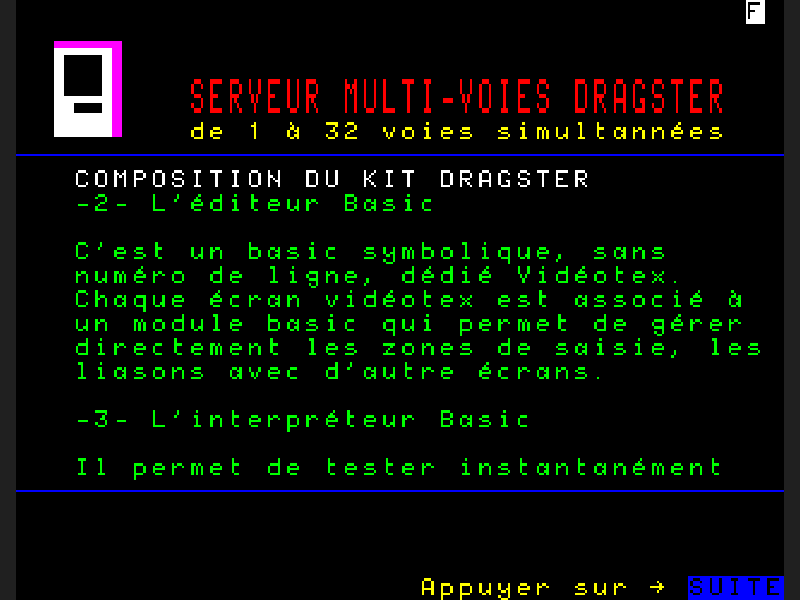 F
SERVEUR MULTI-VOIES DRAGSTER
de 1 à 32 voies simultannées
COMPOSITION DU KIT DRAGSTER
-2- L'éditeur Basic
C'est un basic symbolique, sans
numéro de ligne, dédié Vidéotex.
Chaque écran vidéotex est associé à
un module basic qui permet de gérer
directement les zones de saisie, les
liasons avec d'autre écrans.
-3- L'interpréteur Basic
Il permet de tester instantanément
Appuyer sur → SUITE